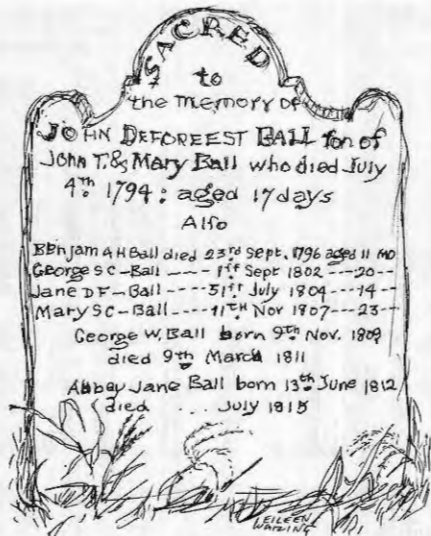 SACRED
to
the memory of
JOHN DEFOREEST BALL ſon of
John T. & Mary Ball who died July
4th 1794: aged 17 days
Alſo
Benjam A H Ball died 23rd Sept. 1796 aged 11 MO
George S C - Ball ---- 1ſt Sept 1802 ---20--
Jane D F - Ball ----31ſt July 1804 ---14--
Mary S C - Ball ----11TH Nov 1807 ---23--
George W. Ball born 9th Nov. 1809
died 9th March 1811
Abbey Jane Ball born 13th June 1812
died ... July 1815
EILEEN
WAIZING